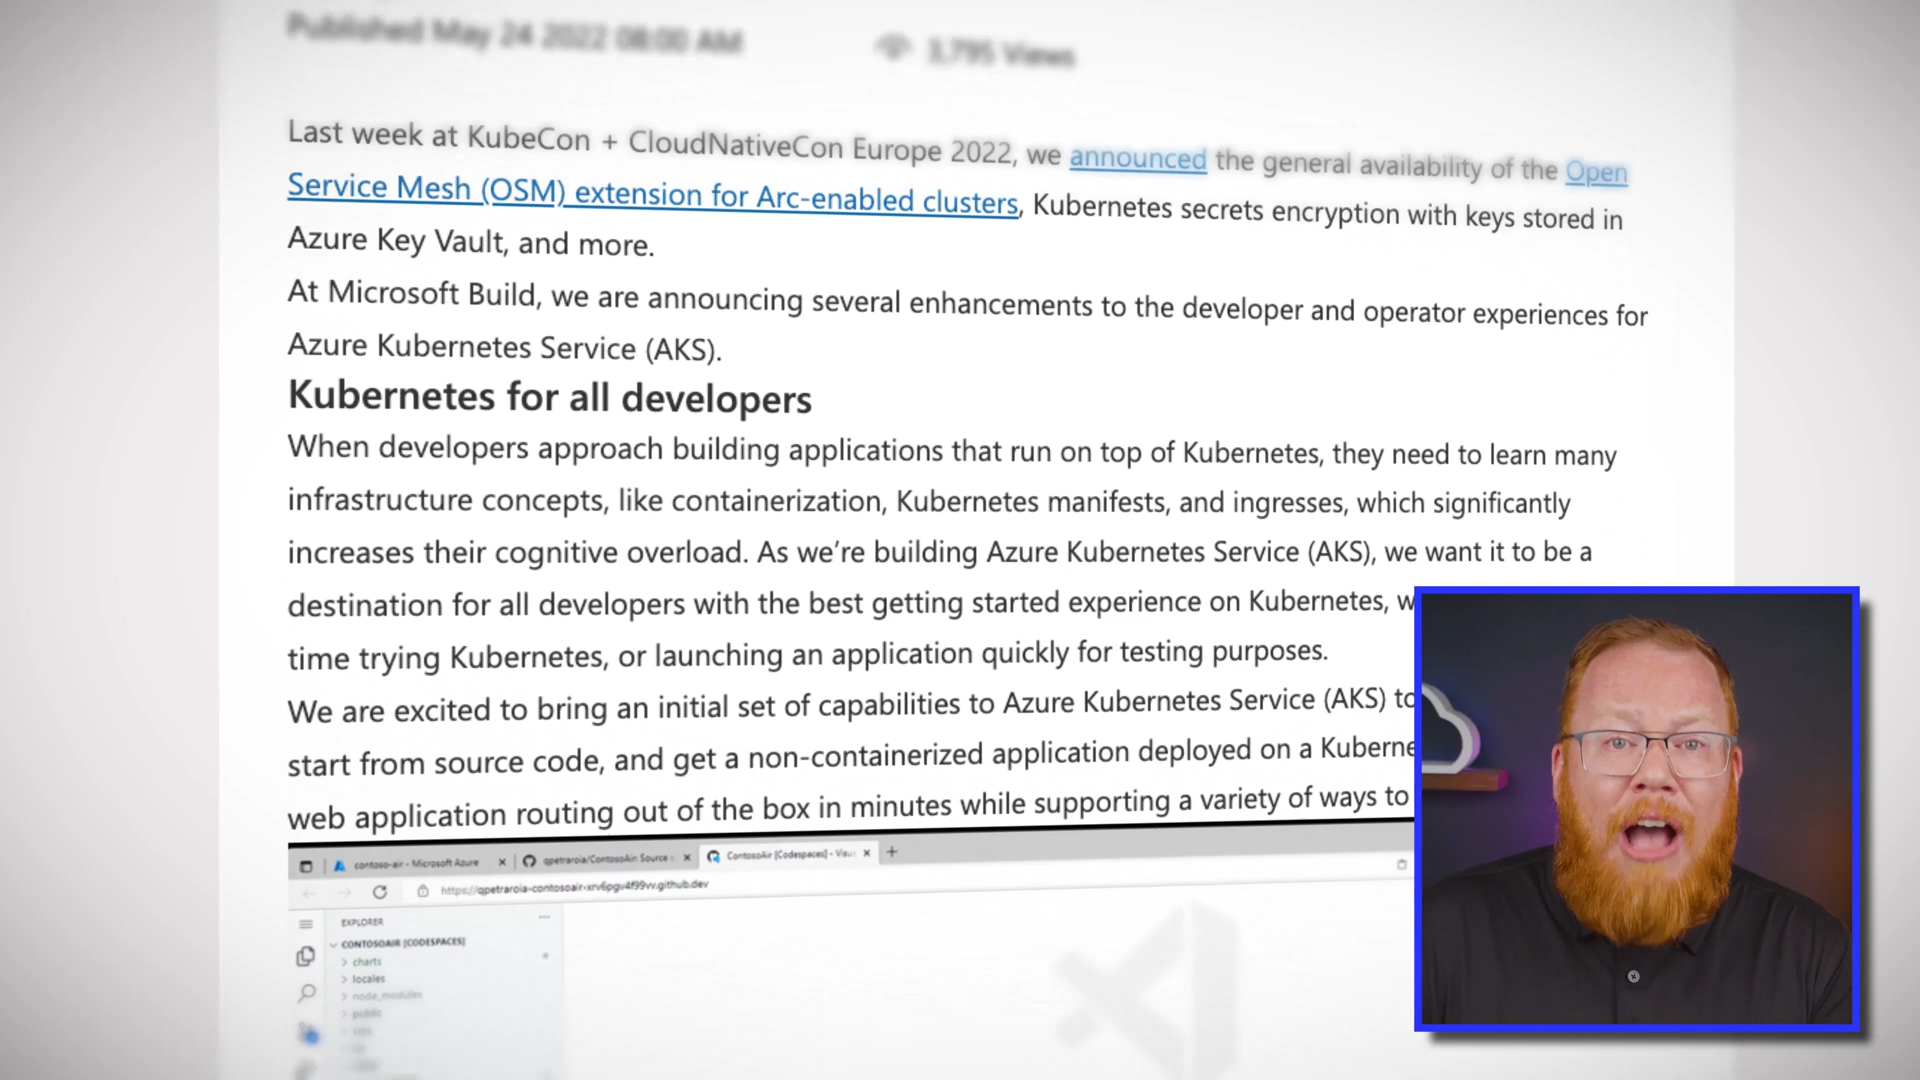 Published May 24 2022 08:00 AM
3,795 Views
Last week at KubeCon + CloudNativeCon Europe 2022, we announced the general availability of the Open
Service Mesh (OSM) extension for Arc-enabled clusters, Kubernetes secrets encryption with keys stored in
Azure Key Vault, and more.
At Microsoft Build, we are announcing several enhancements to the developer and operator experiences for
Azure Kubernetes Service (AKS).
Kubernetes for all developers
When developers approach building applications that run on top of Kubernetes, they need to learn many
infrastructure concepts, like containerization, Kubernetes manifests, and ingresses, which significantly
increases their cognitive overload. As we’re building Azure Kubernetes Service (AKS), we want it to be a
destination for all developers with the best getting started experience on Kubernetes, w
time trying Kubernetes, or launching an application quickly for testing purposes.
We are excited to bring an initial set of capabilities to Azure Kubernetes Service (AKS) to
start from source code, and get a non-containerized application deployed on a Kuberne
web application routing out of the box in minutes while supporting a variety of ways to
contoso-air - Microsoft Azure
qpetraroia/ContosoAir: Source
ContosoAir [Codespaces] - Visu
EXPLORER
CONTOSOAIR [CODESPACES]
charts
locales
node_modules
public